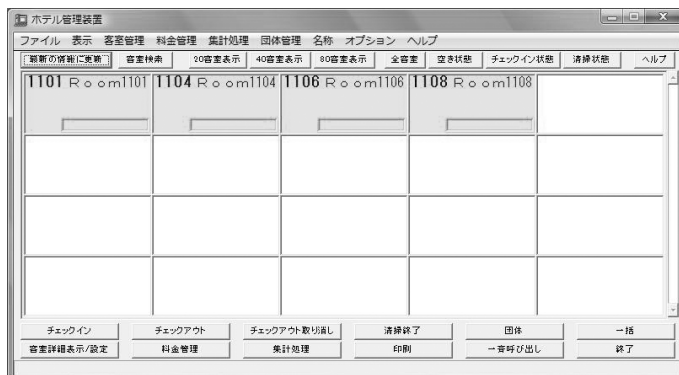 ホテル管理装置
ファイル 表示 客室管理 料金管理 集計処理 団体管理 名称 オプション ヘルプ
最新の情報に更新 客室検索 20客室表示 40客室表示 80客室表示 全客室 空き状態 チェックイン状態 清掃状態 ヘルプ
1101 Room1101 1104 Room1104 1106 Room1106 1108 Room1108
チェックイン チェックアウト チェックアウト取り消し 清掃終了 団体 一括
客室詳細表示/設定 料金管理 集計処理 印刷 一斉呼び出し 終了